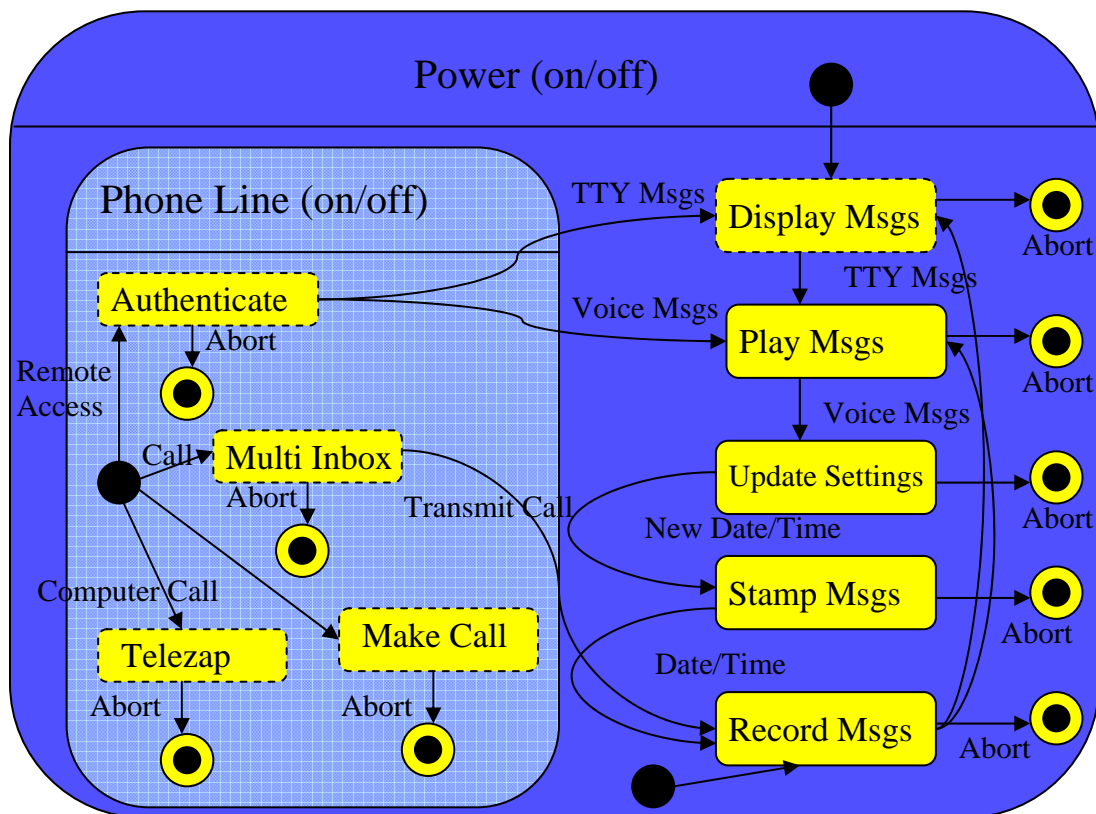 Power (on/off)
Phone Line (on/off)
TTY Msgs
Display Msgs
Abort
TTY Msgs
Authenticate
Abort
Voice Msgs
Play Msgs
Abort
Remote
Access
Voice Msgs
Call
Multi Inbox
Abort
Transmit Call
Update Settings
Abort
New Date/Time
Computer Call
Stamp Msgs
Abort
Telezap
Make Call
Date/Time
Abort
Abort
Record Msgs
Abort